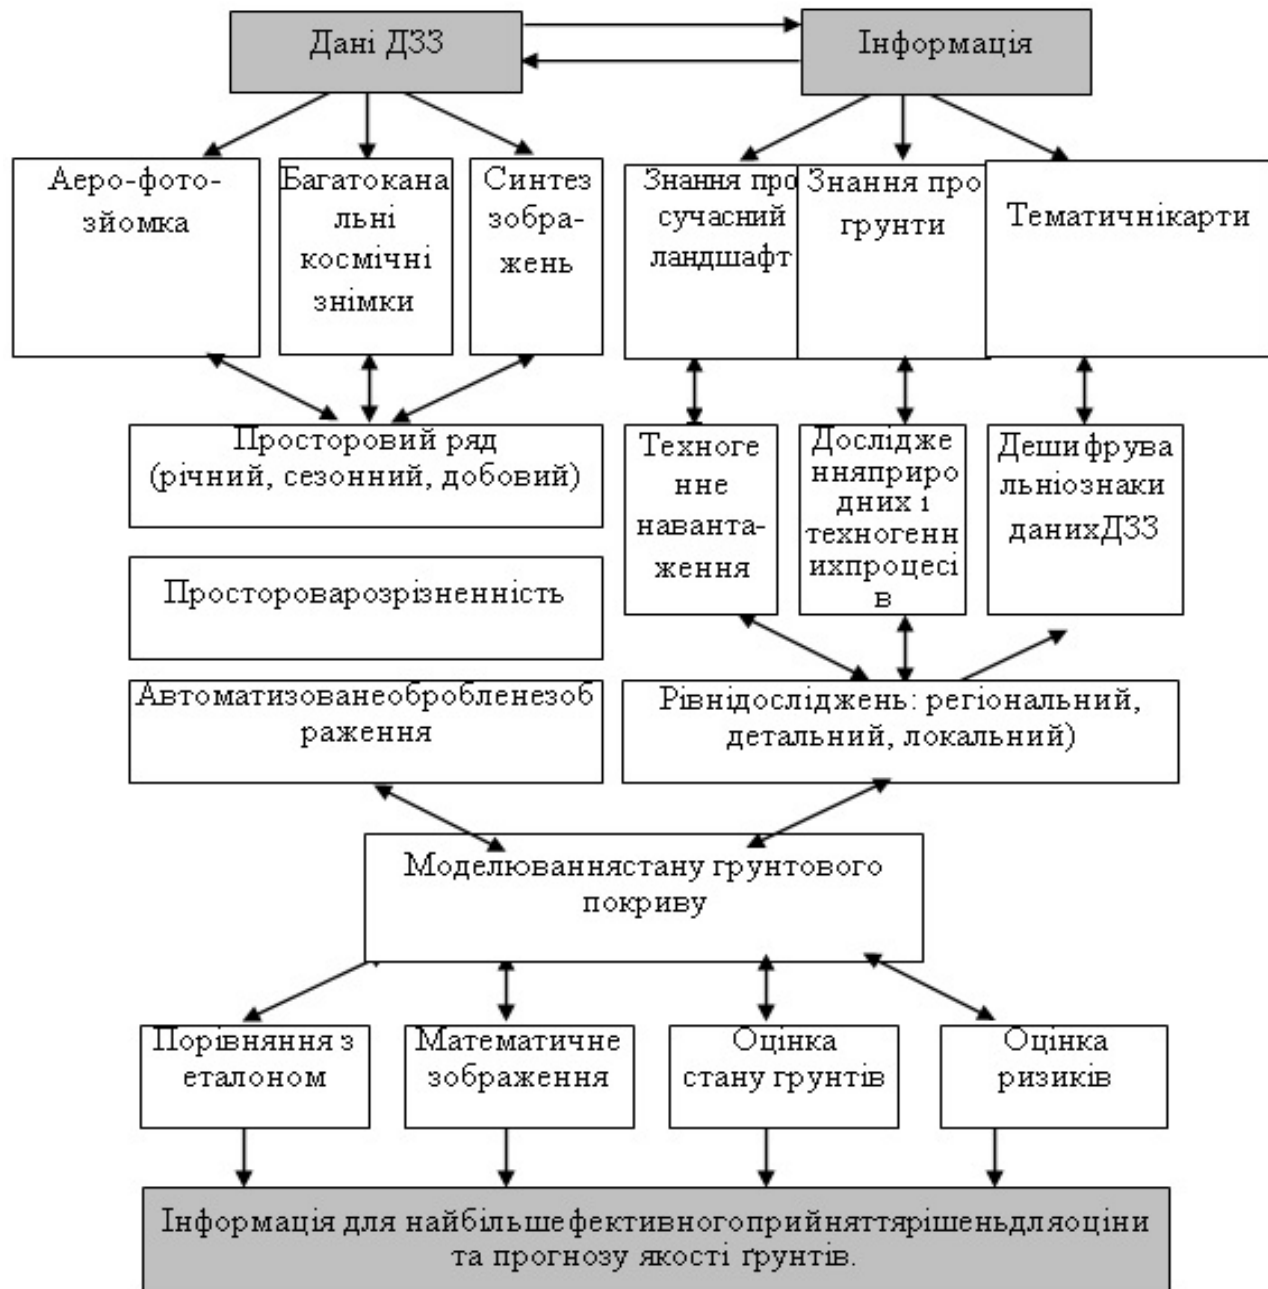 Дані ДЗЗ
Інформація
Аеро-фото-
зйомка
Багатокана
льні
космічні
знімки
Синтез
зобра-
жень
Знання про
сучасний
ландшафт
Знання про
грунти
Тематичнікарти
Просторовий ряд
(річний, сезонний, добовий)
Техноге
нне
наванта-
ження
Дослідже
нняприро
дних і
техногенн
ихпроцесі
в
Дешифрува
льніознаки
данихДЗЗ
Простороварозрізненність
Автоматизованеобробленезоб
раження
Рівнідосліджень: регіональний,
детальний, локальний)
Моделюваннястану грунтового
покриву
Порівняння з
еталоном
Математичне
зображення
Оцінка
стану грунтів
Оцінка
ризиків
Інформація для найбільшефективногоприйняттярішеньдляоціни
та прогнозу якості ґрунтів.